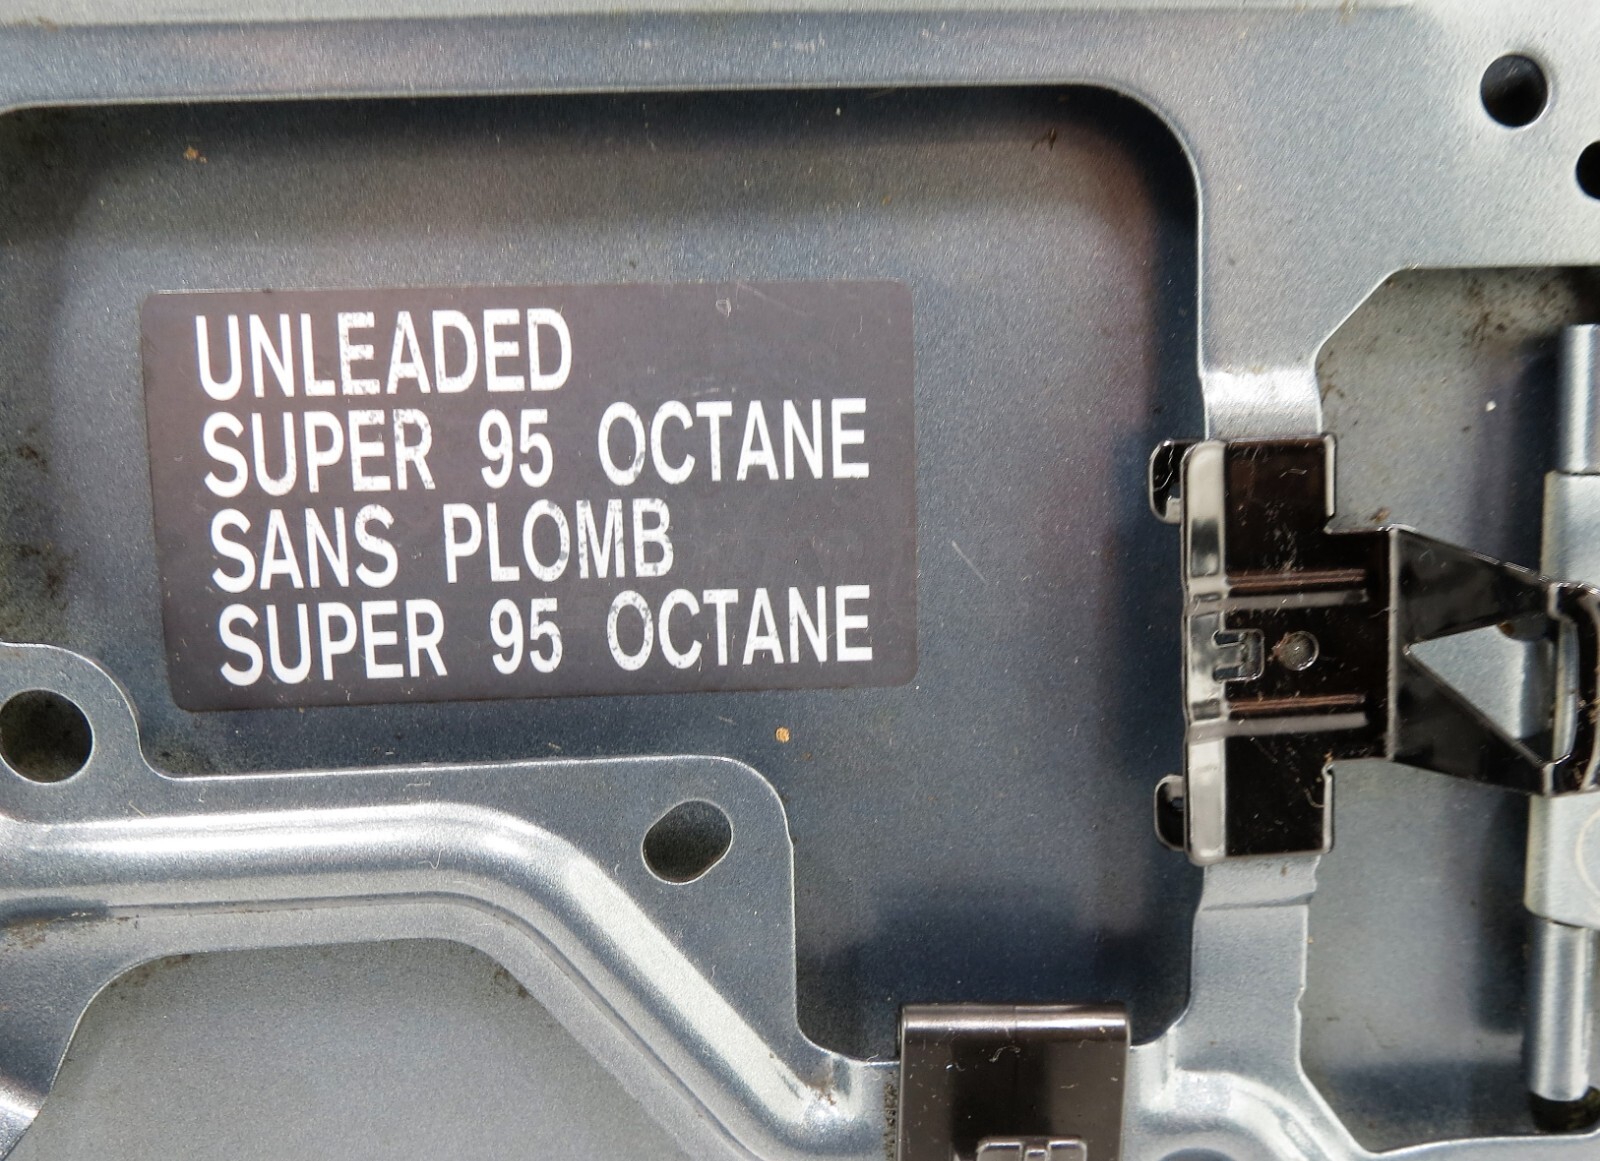 UNLEADED
SUPER 95 OCTANE
SANS PLOMB
SUPER 95 OCTANE